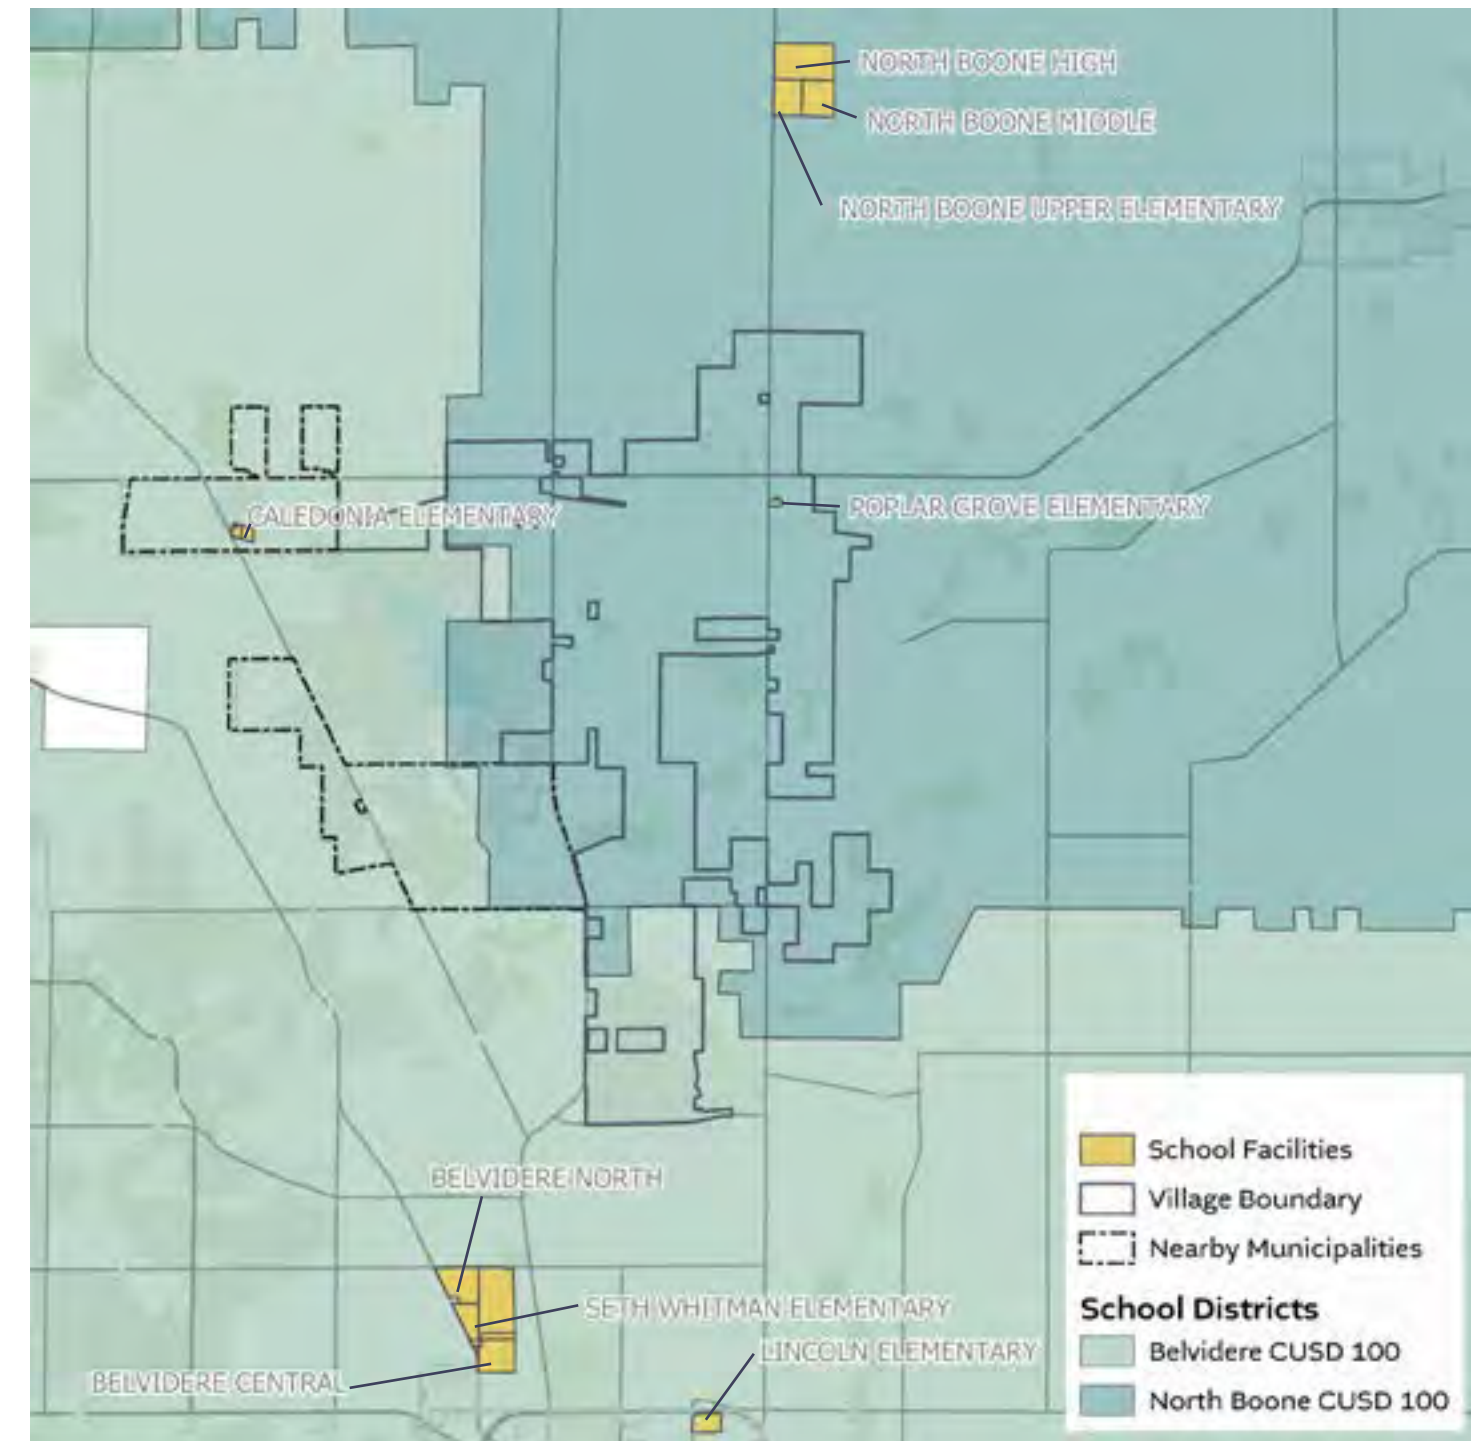 NORTH BOONE HIGH
NORTH BOONE MIDDLE
NORTH BOONE UPPER ELEMENTARY
CALEDONIA ELEMENTARY
POPLAR GROVE ELEMENTARY
BELVIDERE NORTH
SETH WHITMAN ELEMENTARY
LINCOLN ELEMENTARY
BELVIDERE CENTRAL
School Facilities
Village Boundary
Nearby Municipalities
School Districts
Belvidere CUSD 100
North Boone CUSD 100